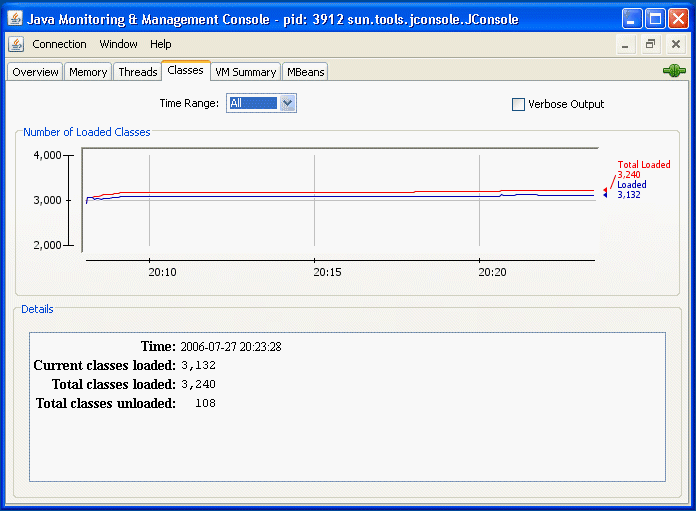 Java Monitoring & Management Console - pid: 3912 sun.tools.jconsole.JConsole
Connection Window Help
Overview Memory Threads Classes VM Summary MBeans
Time Range: All Verbose Output
Number of Loaded Classes
4,000
3,000
2,000
Total Loaded
3,240
Loaded
3,132
20:10 20:15 20:20
Details
Time: 2006-07-27 20:23:28
Current classes loaded: 3,132
Total classes loaded: 3,240
Total classes unloaded: 108